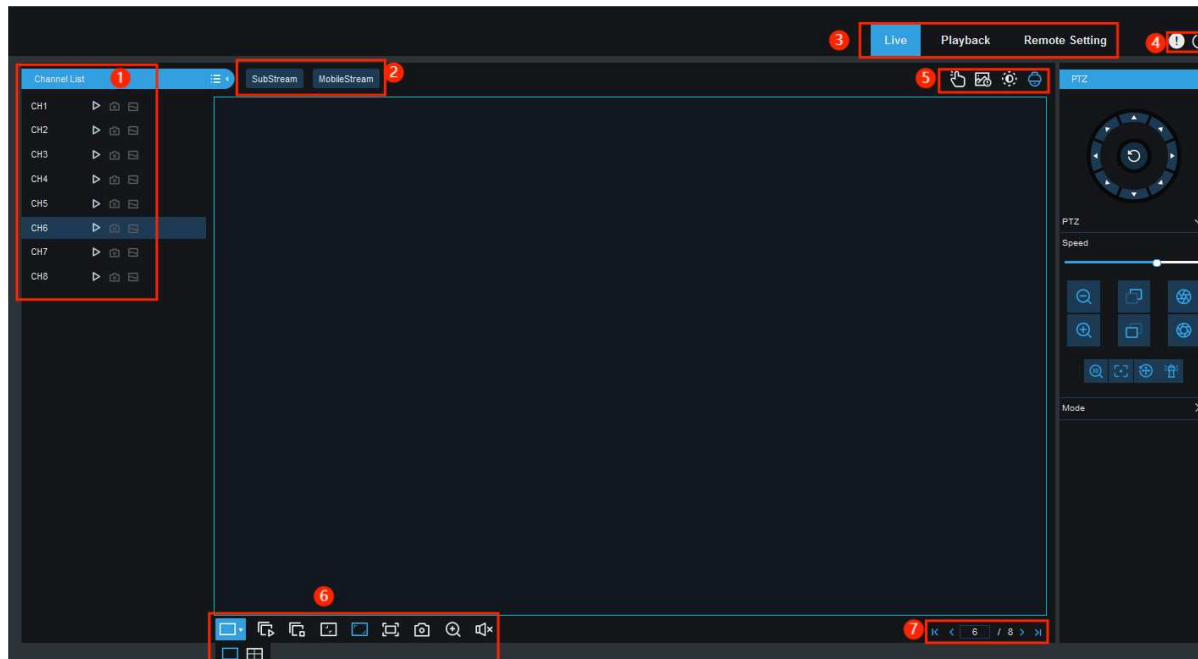 3 Live Playback Remote Setting 4
Channel List 1
2 SubStream MobileStream
5
PTZ
CH1
CH2
CH3
CH4
CH5
CH6
CH7
CH8
PTZ
Speed
3D
Mode
6
7 6 / 8